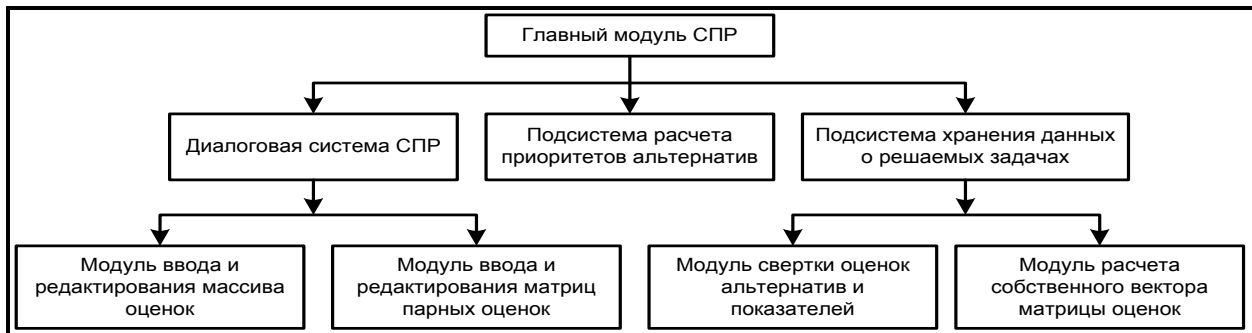 Главный модуль СПР
Диалоговая система СПР
Подсистема расчета
приоритетов альтернатив
Подсистема хранения данных
о решаемых задачах
Модуль ввода и
редактирования массива
оценок
Модуль ввода и
редактирования матриц
парных оценок
Модуль свертки оценок
альтернатив и
показателей
Модуль расчета
собственного вектора
матрицы оценок